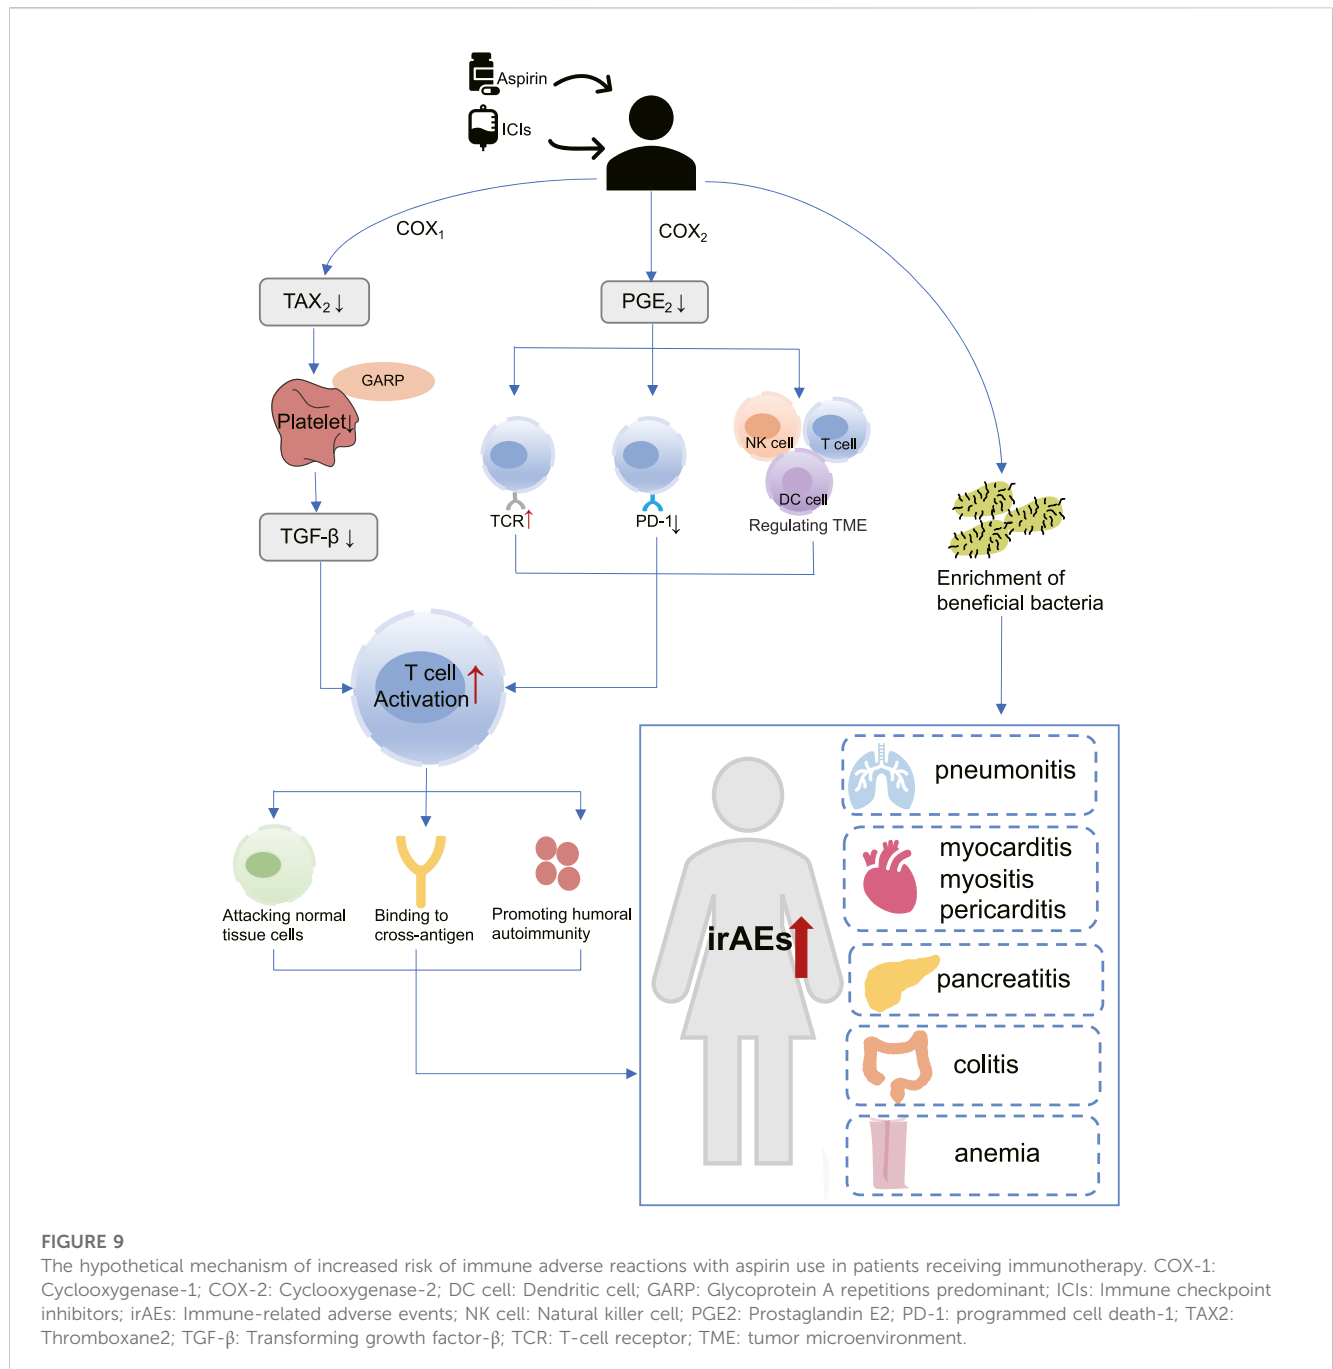 Aspirin
ICIs
COX₁
COX₂
TAX₂ ↓
PGE₂ ↓
GARP
Platelet↓
NK cell
T cell
DC cell
TCR↑
PD-1↓
Regulating TME
TGF-β ↓
Enrichment of
beneficial bacteria
T cell
Activation ↑
Attacking normal
tissue cells
Binding to
cross-antigen
Promoting humoral
autoimmunity
irAEs
pneumonitis
myocarditis
myositis
pericarditis
pancreatitis
colitis
anemia
FIGURE 9
The hypothetical mechanism of increased risk of immune adverse reactions with aspirin use in patients receiving immunotherapy. COX-1:
Cyclooxygenase-1; COX-2: Cyclooxygenase-2; DC cell: Dendritic cell; GARP: Glycoprotein A repetitions predominant; ICIs: Immune checkpoint
inhibitors; irAEs: Immune-related adverse events; NK cell: Natural killer cell; PGE2: Prostaglandin E2; PD-1: programmed cell death-1; TAX2:
Thromboxane2; TGF-β: Transforming growth factor-β; TCR: T-cell receptor; TME: tumor microenvironment.